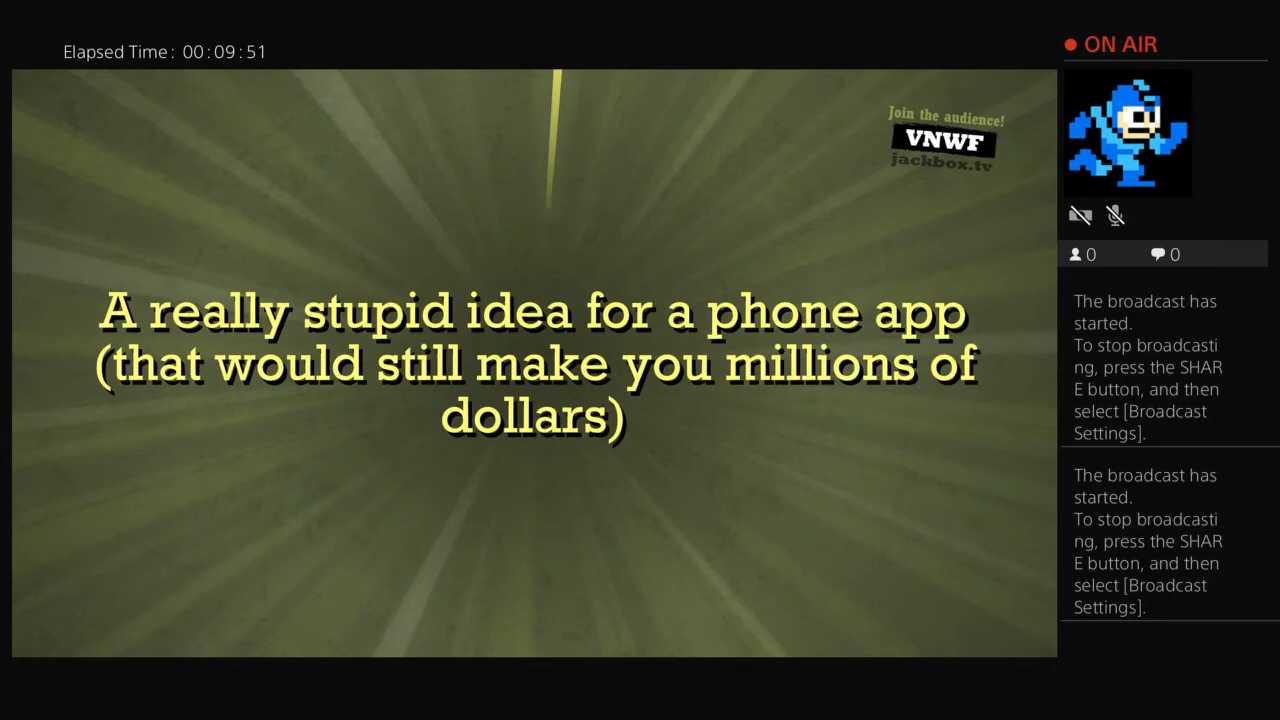 Elapsed Time: 00:09:51
ON AIR
Join the audience!
VNWF
jackbox.tv
0 0
A really stupid idea for a phone app
(that would still make you millions of
dollars)
The broadcast has
started.
To stop broadcasti
ng, press the SHAR
E button, and then
select [Broadcast
Settings].
The broadcast has
started.
To stop broadcasti
ng, press the SHAR
E button, and then
select [Broadcast
Settings].